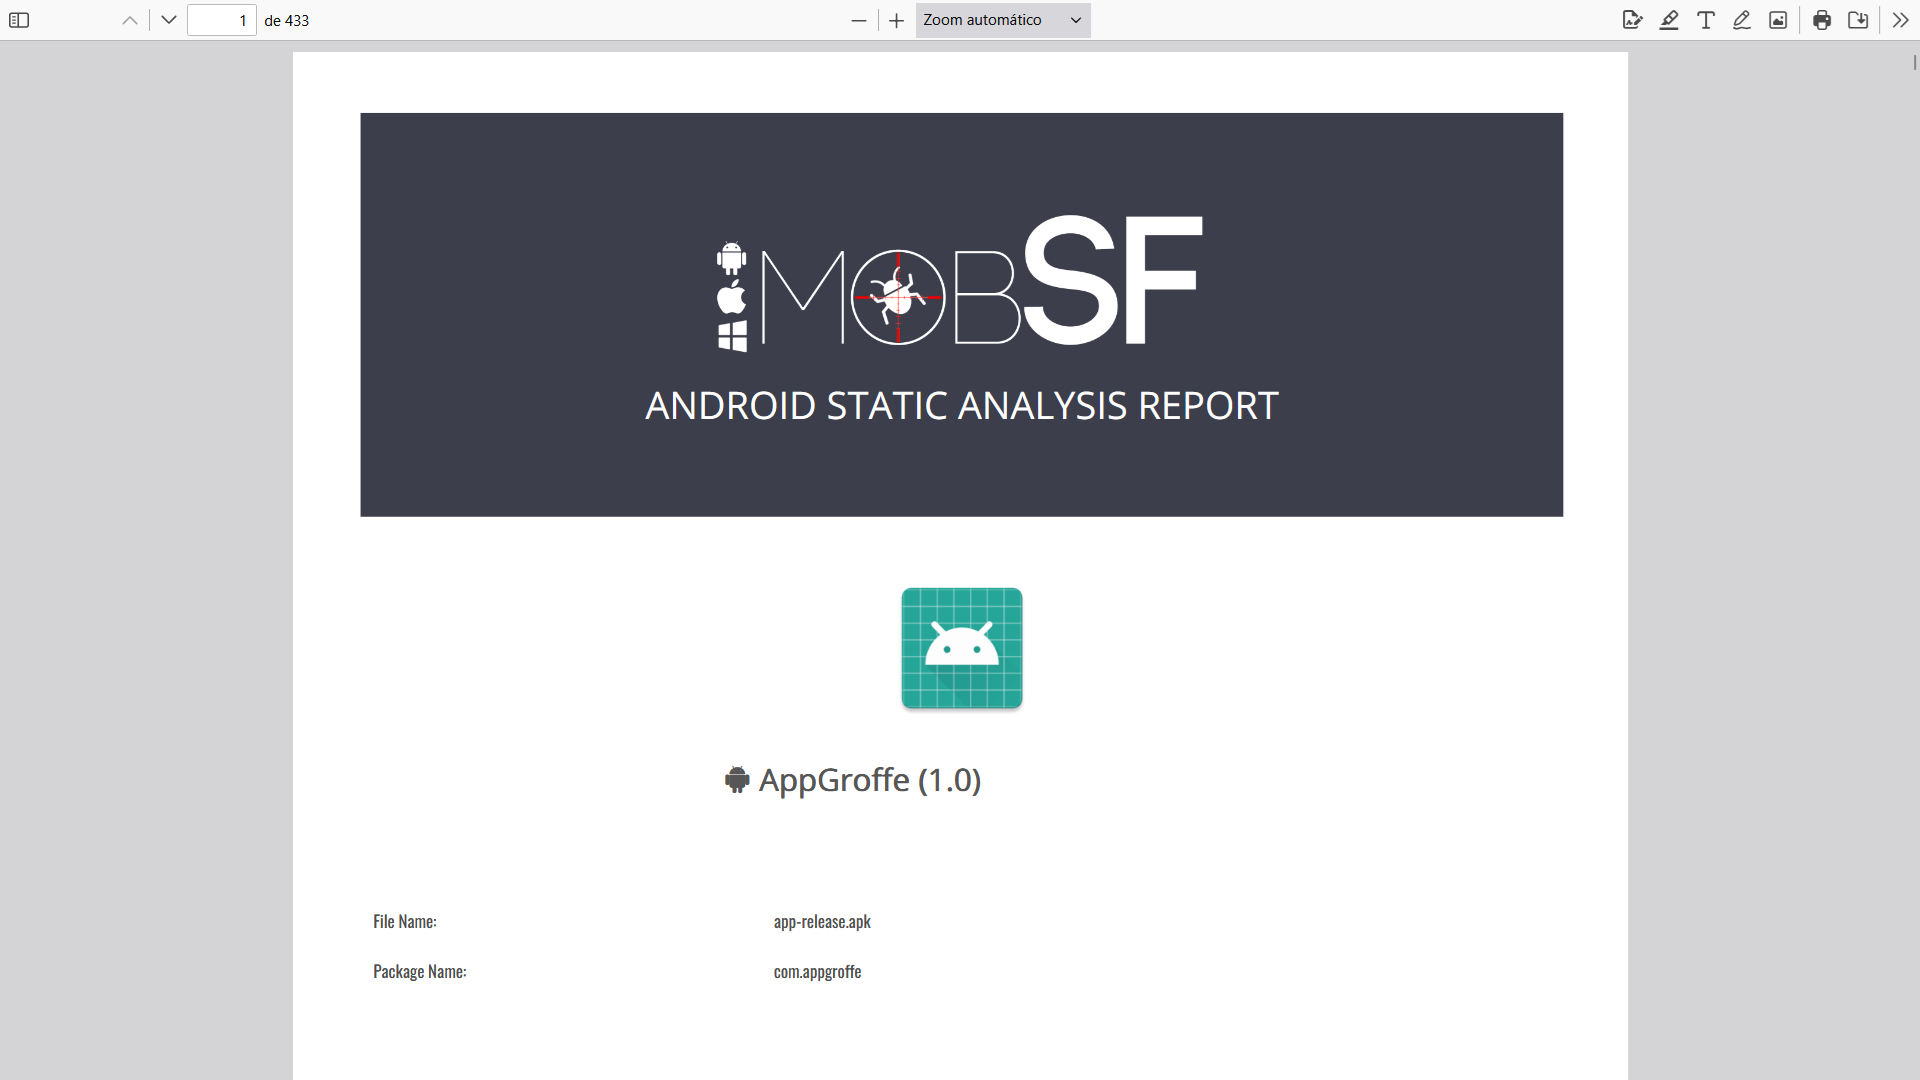 1 de 433 Zoom automático
MOBSF
ANDROID STATIC ANALYSIS REPORT
AppGroffe (1.0)
File Name: app-release.apk
Package Name: com.appgroffe